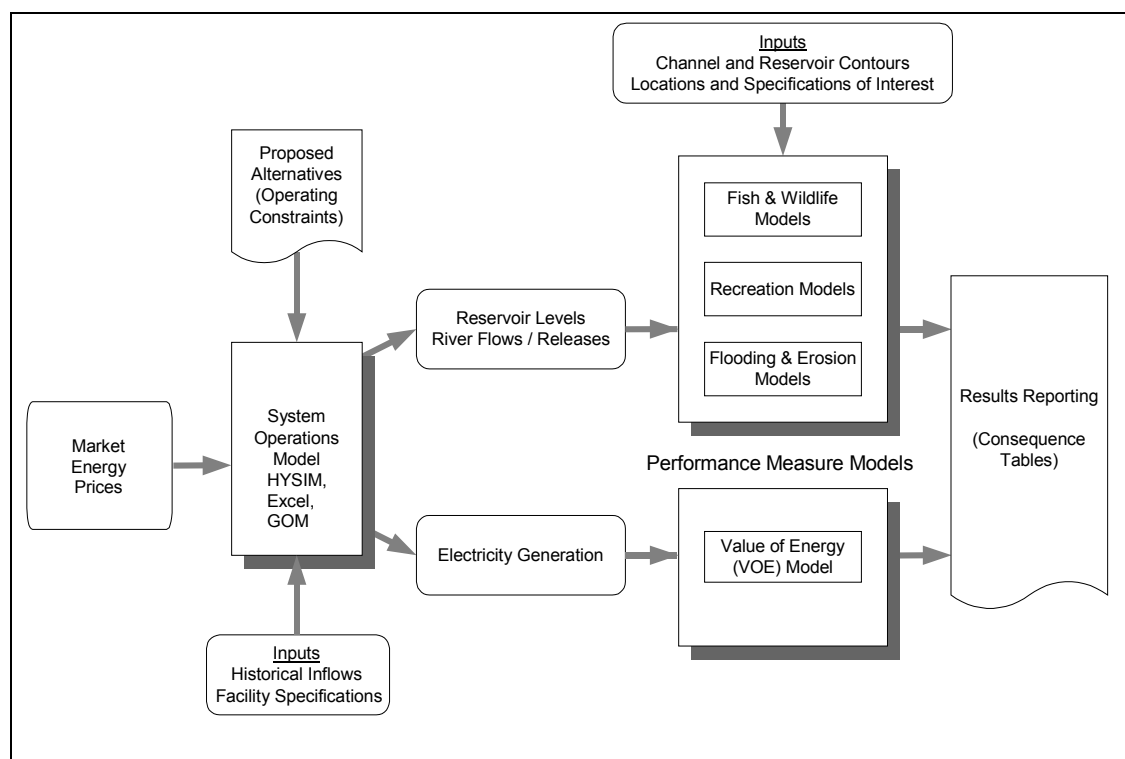 Inputs
Channel and Reservoir Contours
Locations and Specifications of Interest
Proposed
Alternatives
(Operating
Constraints)
Fish & Wildlife
Models
Recreation Models
Flooding & Erosion
Models
Reservoir Levels
River Flows / Releases
Market
Energy
Prices
System
Operations
Model
HYSIM,
Excel,
GOM
Results Reporting
(Consequence
Tables)
Performance Measure Models
Electricity Generation
Value of Energy
(VOE) Model
Inputs
Historical Inflows
Facility Specifications